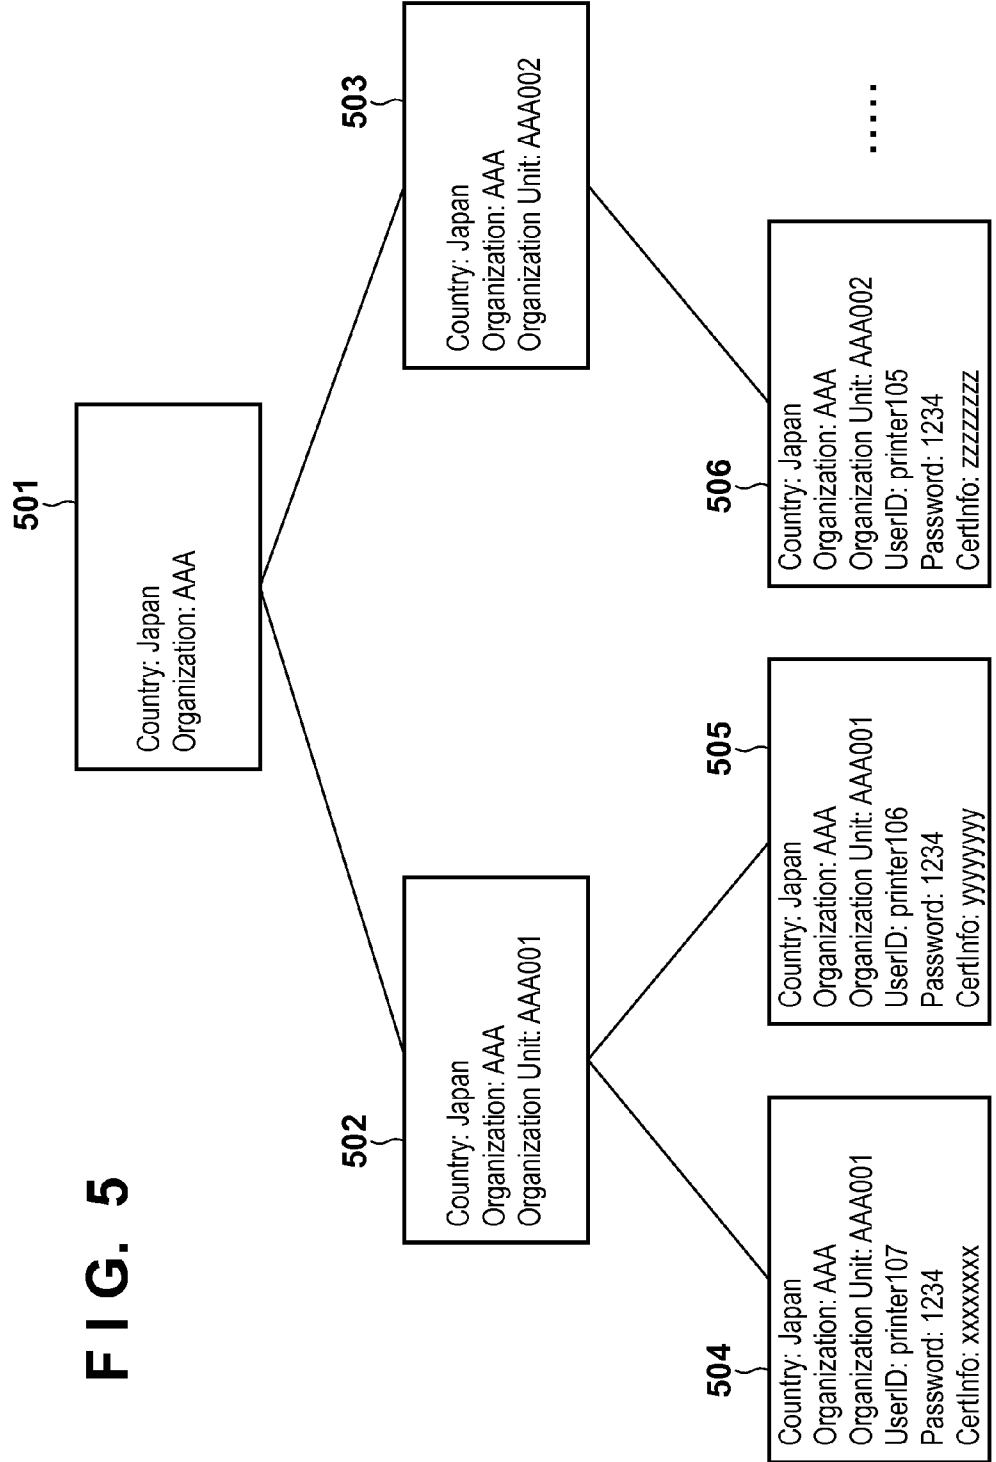 FIG. 5
501
Country: Japan
Organization: AAA
502
Country: Japan
Organization: AAA
Organization Unit: AAA001
503
Country: Japan
Organization: AAA
Organization Unit: AAA002
504
Country: Japan
Organization: AAA
Organization Unit: AAA001
UserID: printer107
Password: 1234
CertInfo: xxxxxxxx
505
Country: Japan
Organization: AAA
Organization Unit: AAA001
UserID: printer106
Password: 1234
CertInfo: yyyyyyyy
506
Country: Japan
Organization: AAA
Organization Unit: AAA002
UserID: printer105
Password: 1234
CertInfo: zzzzzzzz
.....